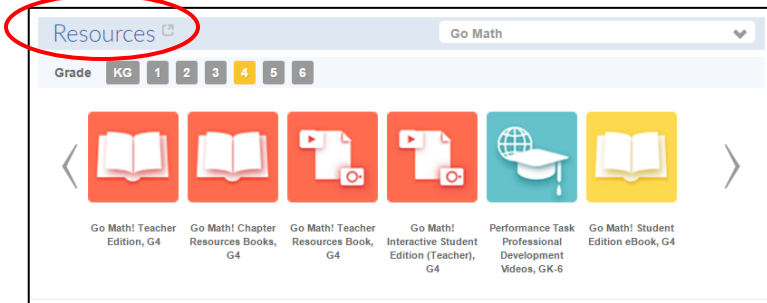 Resources
Go Math
Grade KG 1 2 3 4 5 6
Go Math! Teacher
Edition, G4
Go Math! Chapter
Resources Books,
G4
Go Math! Teacher
Resources Book,
G4
Go Math!
Interactive Student
Edition (Teacher),
G4
Performance Task
Professional
Development
Videos, GK-6
Go Math! Student
Edition eBook, G4